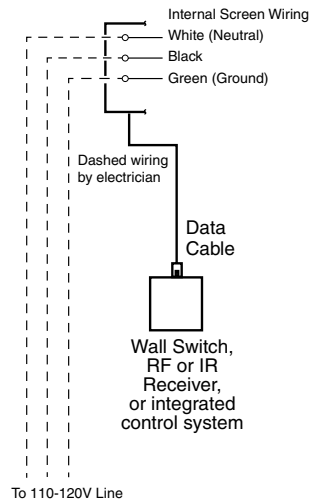 Internal Screen Wiring
White (Neutral)
Black
Green (Ground)
Dashed wiring
by electrician
Data
Cable
Wall Switch,
RF or IR
Receiver,
or integrated
control system
To 110-120V Line